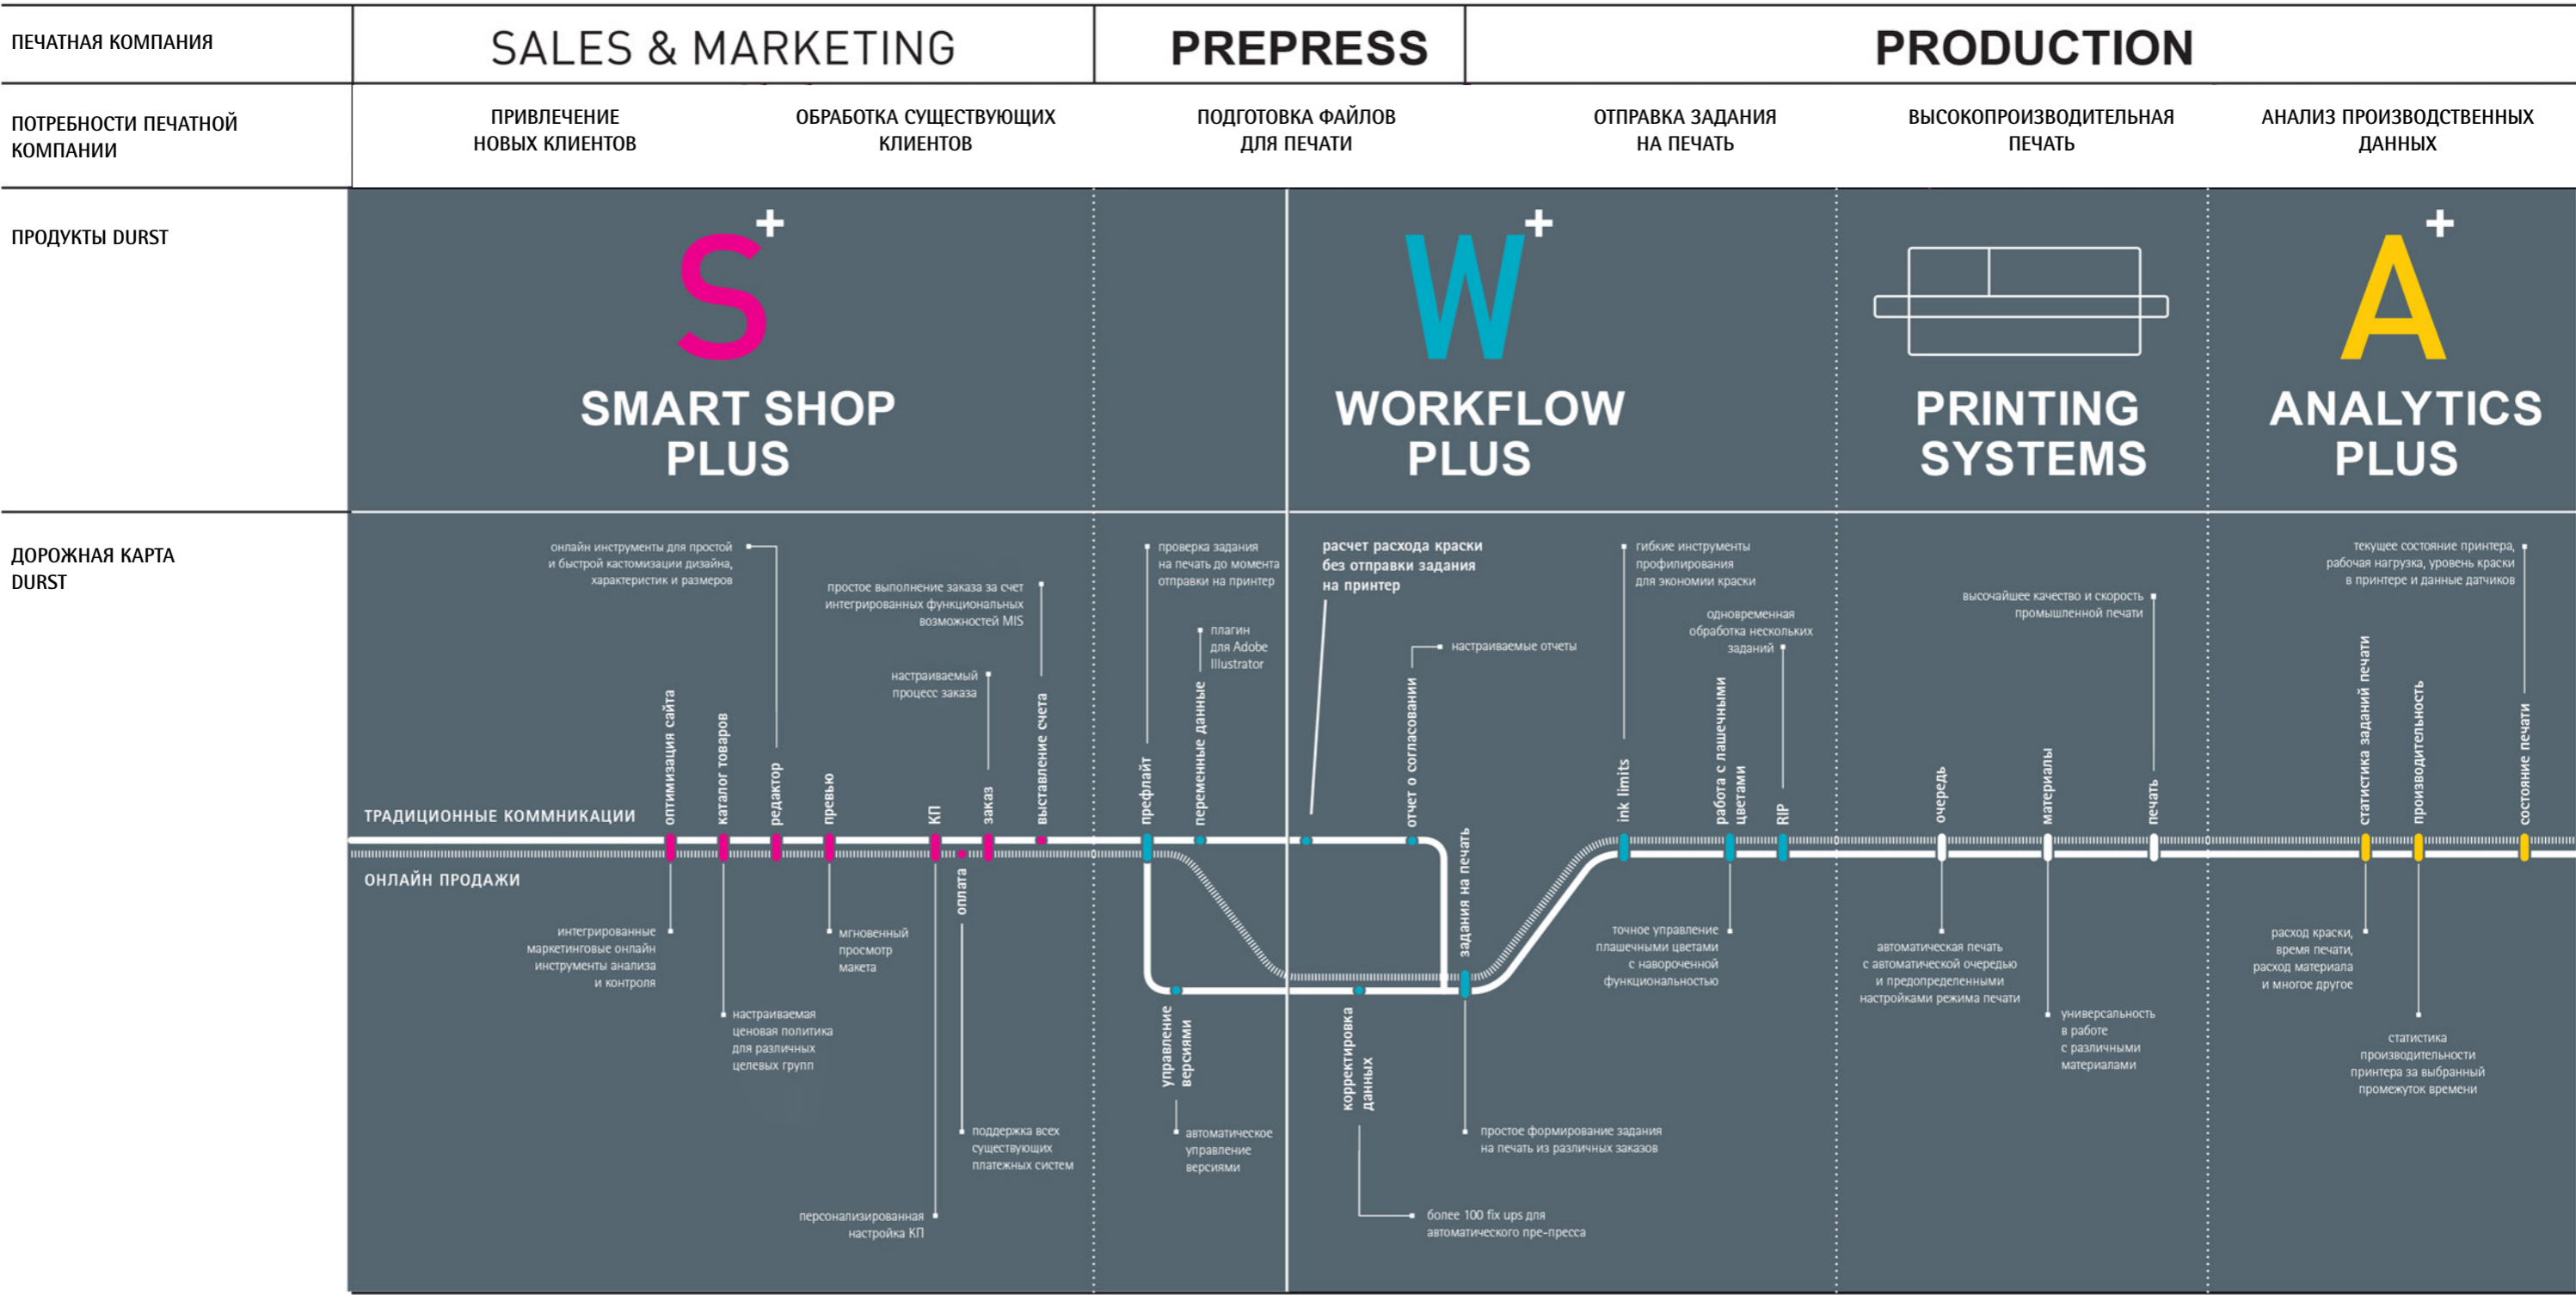 ПЕЧАТНАЯ КОМПАНИЯ
SALES & MARKETING
PREPRESS
PRODUCTION
ПОТРЕБНОСТИ ПЕЧАТНОЙ
КОМПАНИИ
ПРИВЛЕЧЕНИЕ
НОВЫХ КЛИЕНТОВ
ОБРАБОТКА СУЩЕСТВУЮЩИХ
КЛИЕНТОВ
ПОДГОТОВКА ФАЙЛОВ
ДЛЯ ПЕЧАТИ
ОТПРАВКА ЗАДАНИЯ
НА ПЕЧАТЬ
ВЫСОКОПРОИЗВОДИТЕЛЬНАЯ
ПЕЧАТЬ
АНАЛИЗ ПРОИЗВОДСТВЕННЫХ
ДАННЫХ
ПРОДУКТЫ DURST
S+
SMART SHOP
PLUS
W+
WORKFLOW
PLUS
PRINTING
SYSTEMS
A+
ANALYTICS
PLUS
ДОРОЖНАЯ КАРТА
DURST
онлайн инструменты для простой
и быстрой кастомизации дизайна,
характеристик и размеров
простое выполнение заказа за счет
интегрированных функциональных
возможностей MIS
настраиваемый
процесс заказа
проверка задания
на печать до момента
отправки на принтер
плагин
для Adobe
Illustrator
расчет расхода краски
без отправки задания
на принтер
настраиваемые отчеты
гибкие инструменты
профилирования
для экономии краски
одновременная
обработка нескольких
заданий
высочайшее качество и скорость
промышленной печати
текущее состояние принтера,
рабочая нагрузка, уровень краски
в принтере и данные датчиков
ТРАДИЦИОННЫЕ КОММНИКАЦИИ
оптимизация сайта
каталог товаров
редактор
превью
КП
заказ
выставление счета
префлайт
переменные данные
отчет о согласовании
задания на печать
ink limits
работа с плашечными
цветами
RIP
очередь
материалы
печать
статистика заданий печати
производительность
состояние печати
ОНЛАЙН ПРОДАЖИ
оплата
интегрированные
маркетинговые онлайн
инструменты анализа
и контроля
настраиваемая
ценовая политика
для различных
целевых групп
мгновенный
просмотр
макета
поддержка всех
существующих
платежных систем
персонализированная
настройка КП
управление
версиями
автоматическое
управление
версиями
корректировка
данных
простое формирование задания
на печать из различных заказов
более 100 fix ups для
автоматического пре-пресса
точное управление
плашечными цветами
с навороченной
функциональностью
автоматическая печать
с автоматической очередью
и предопределенными
настройками режима печати
универсальность
в работе
с различными
материалами
расход краски,
время печати,
расход материала
и многое другое
статистика
производительности
принтера за выбранный
промежуток времени